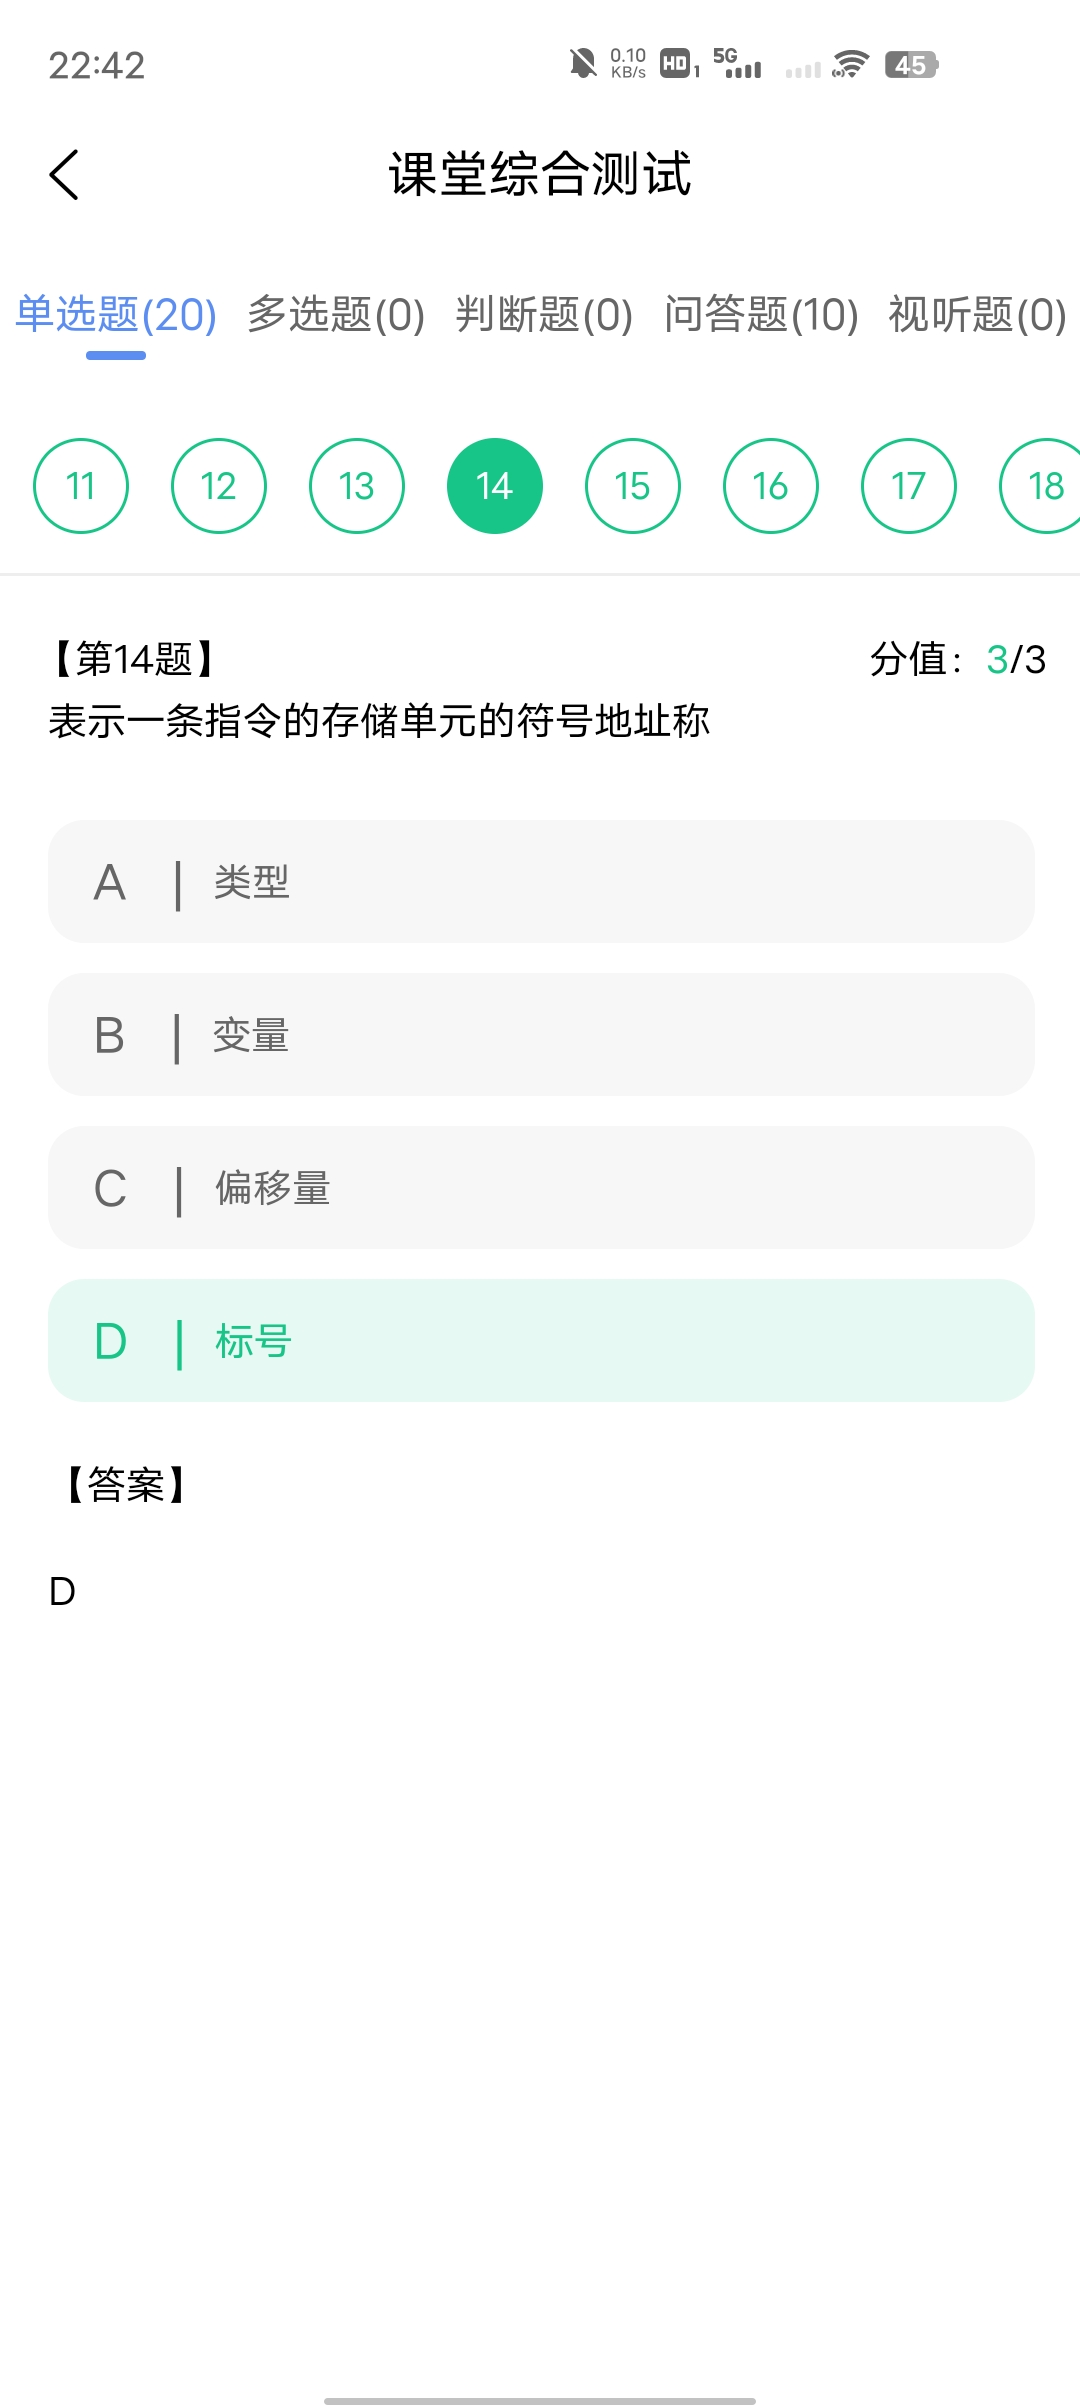 22:42
0.10 KB/s HD 1 5G 45
课堂综合测试
单选题(20) 多选题(0) 判断题(0) 问答题(10) 视听题(0)
11 12 13 14 15 16 17 18
【第14题】 分值：3/3
表示一条指令的存储单元的符号地址称
A | 类型
B | 变量
C | 偏移量
D | 标号
【答案】
D